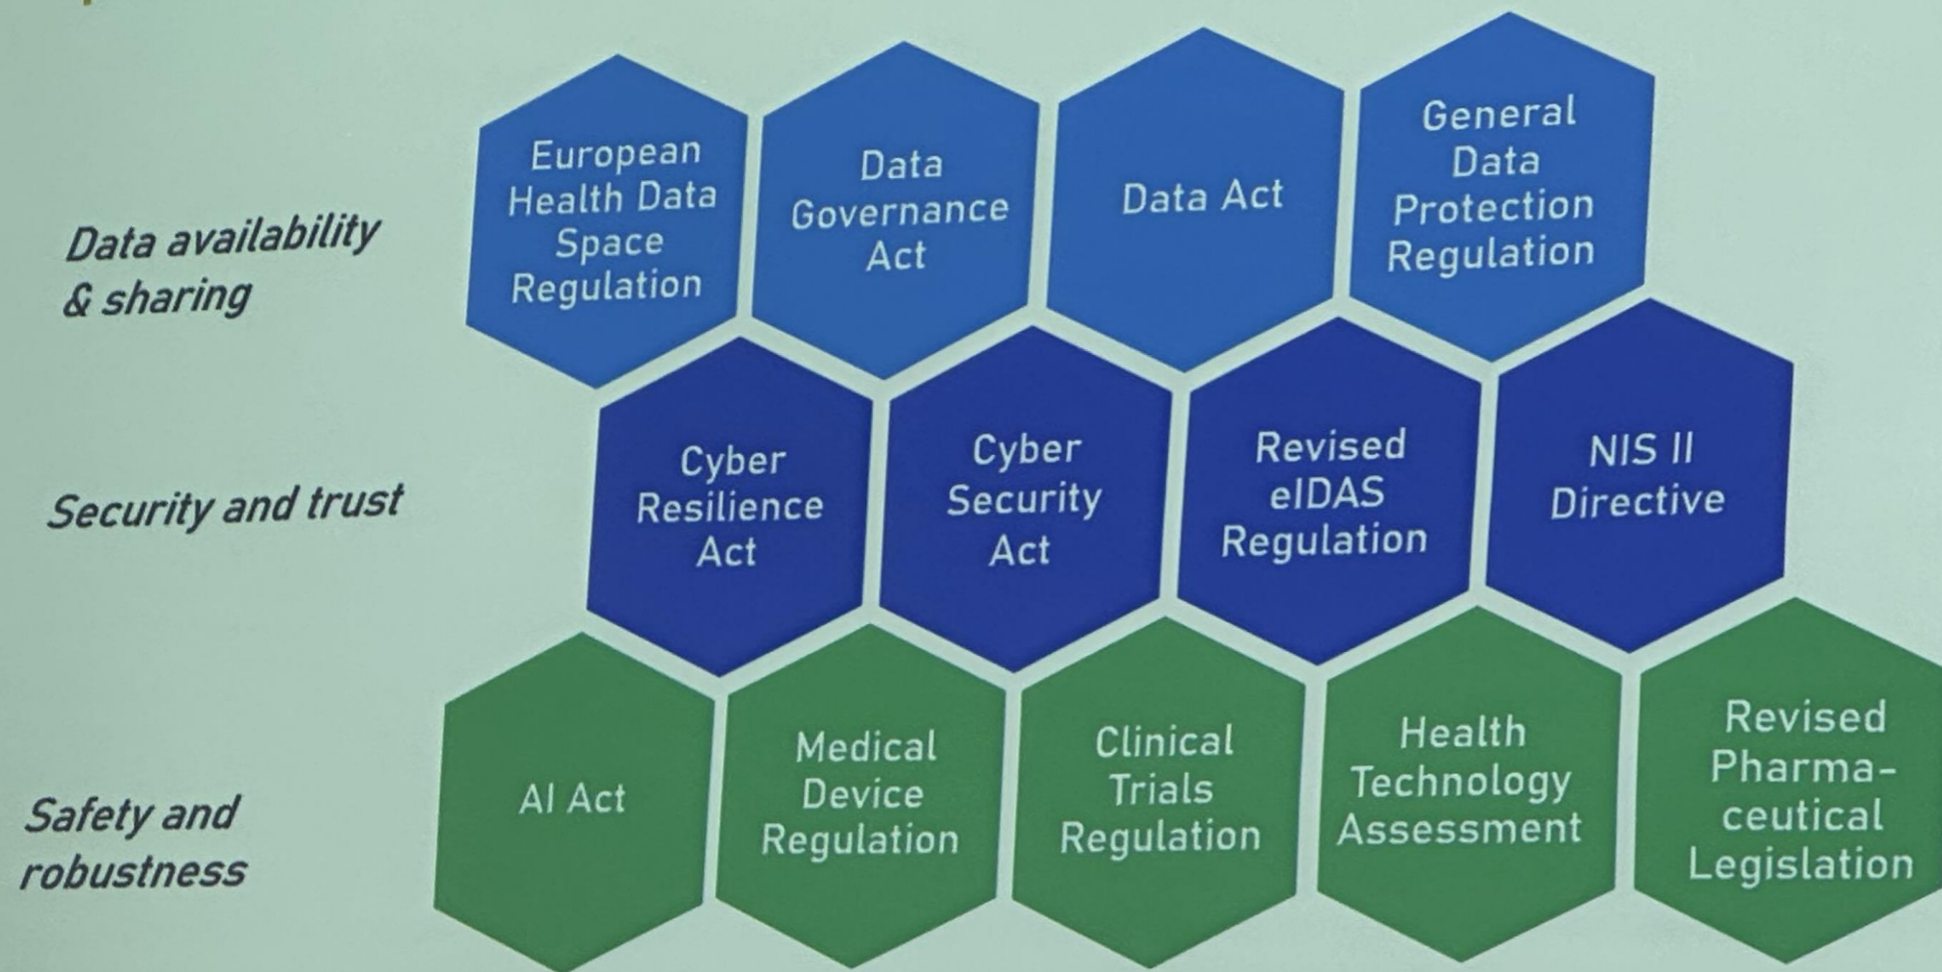 Data availability
& sharing
European
Health Data
Space
Regulation
Data
Governance
Act
Data Act
General
Data
Protection
Regulation
Security and trust
Cyber
Resilience
Act
Cyber
Security
Act
Revised
eIDAS
Regulation
NIS II
Directive
Safety and
robustness
AI Act
Medical
Device
Regulation
Clinical
Trials
Regulation
Health
Technology
Assessment
Revised
Pharma-
ceutical
Legislation